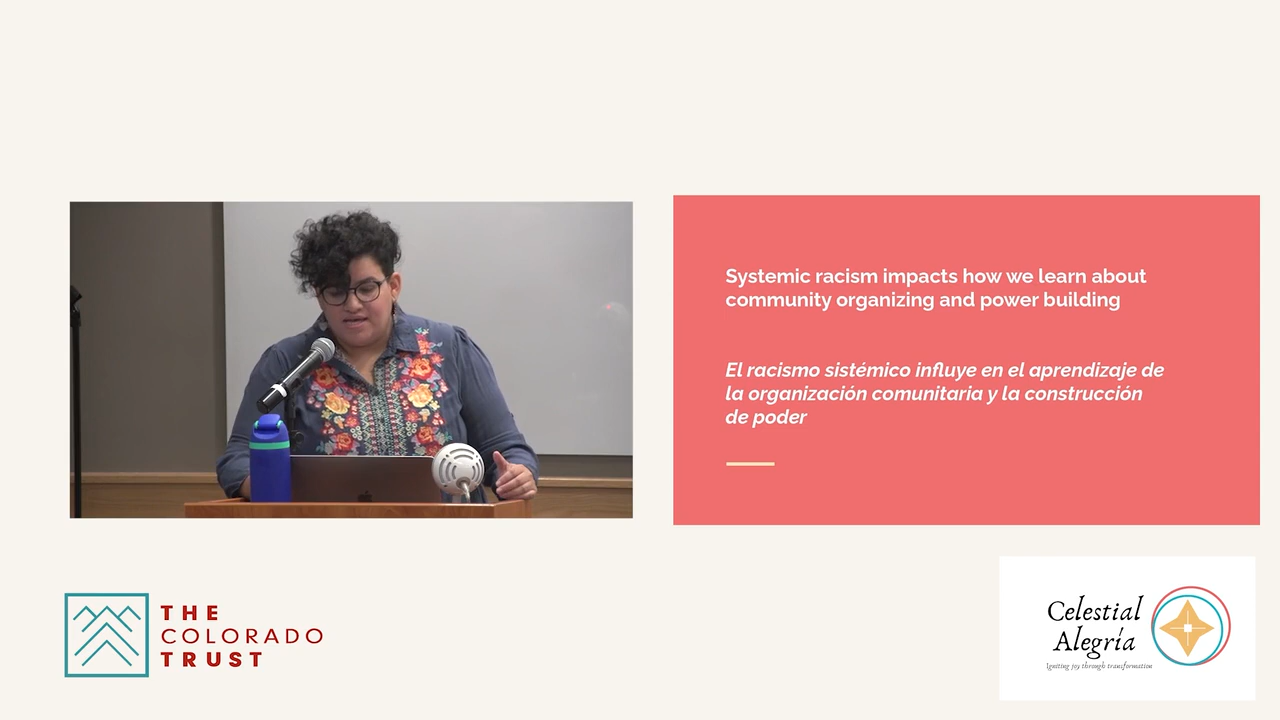 Systemic racism impacts how we learn about
community organizing and power building
El racismo sistémico influye en el aprendizaje de
la organización comunitaria y la construcción
de poder
THE
COLORADO
TRUST
Celestial
Alegría
Igniting joy through transformation